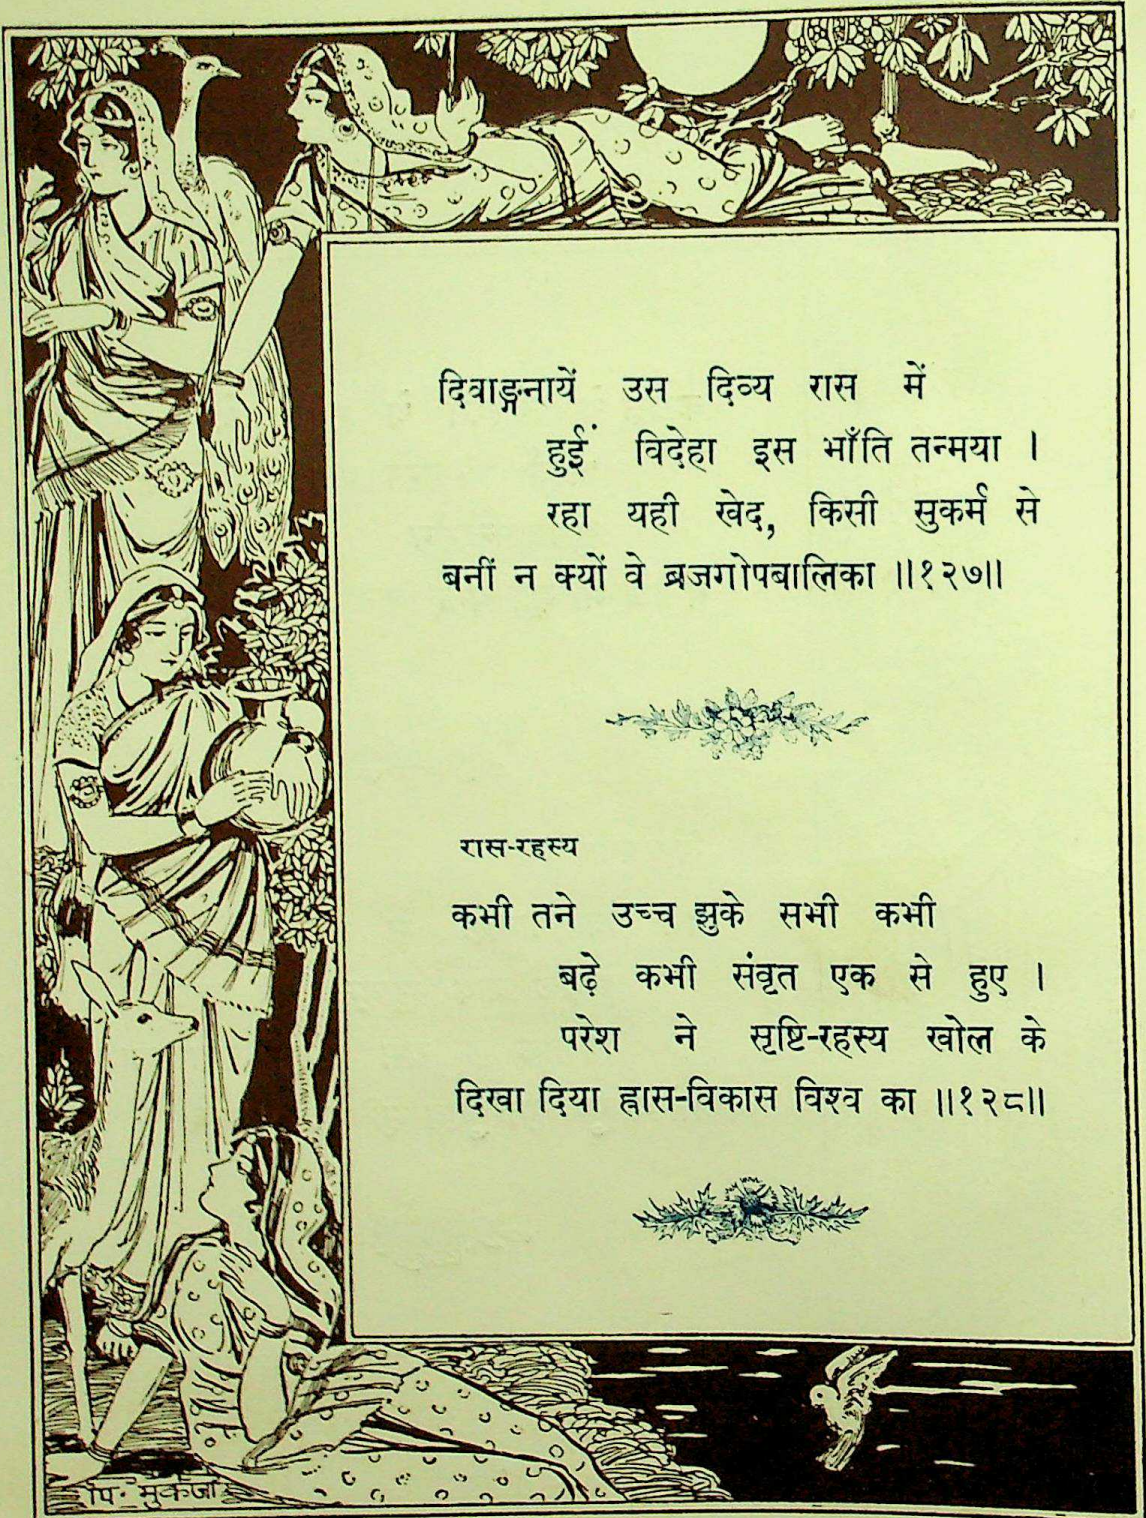 दिवाङ्गनायें उस दिव्य रास में
हुईं विदेहा इस भाँति तन्मया ।
रहा यही खेद, किसी सुकर्म से
बनीं न क्यों वे ब्रजगोपबालिका ॥१२७॥
रास-रहस्य
कभी तने उच्च झुके सभी कभी
बढ़े कभी संवृत एक से हुए ।
परेश ने सृष्टि-रहस्य खोल के
दिखा दिया ह्रास-विकास विश्व का ॥१२८॥
पि॰ मुकर्जी